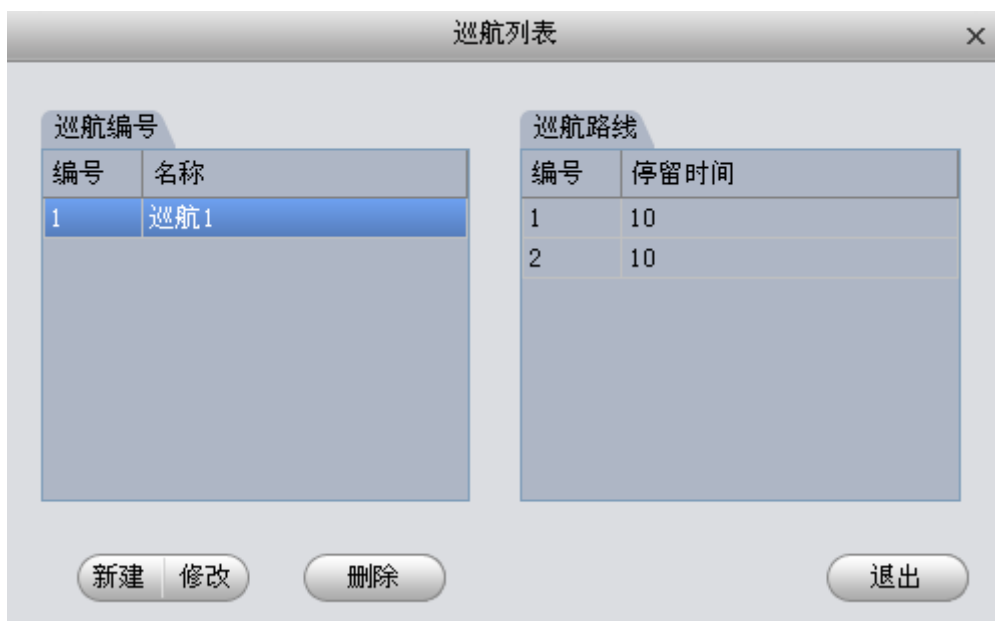 巡航列表 ×
巡航编号
编号 名称
1 巡航1
巡航路线
编号 停留时间
1 10
2 10
新建 修改 删除 退出